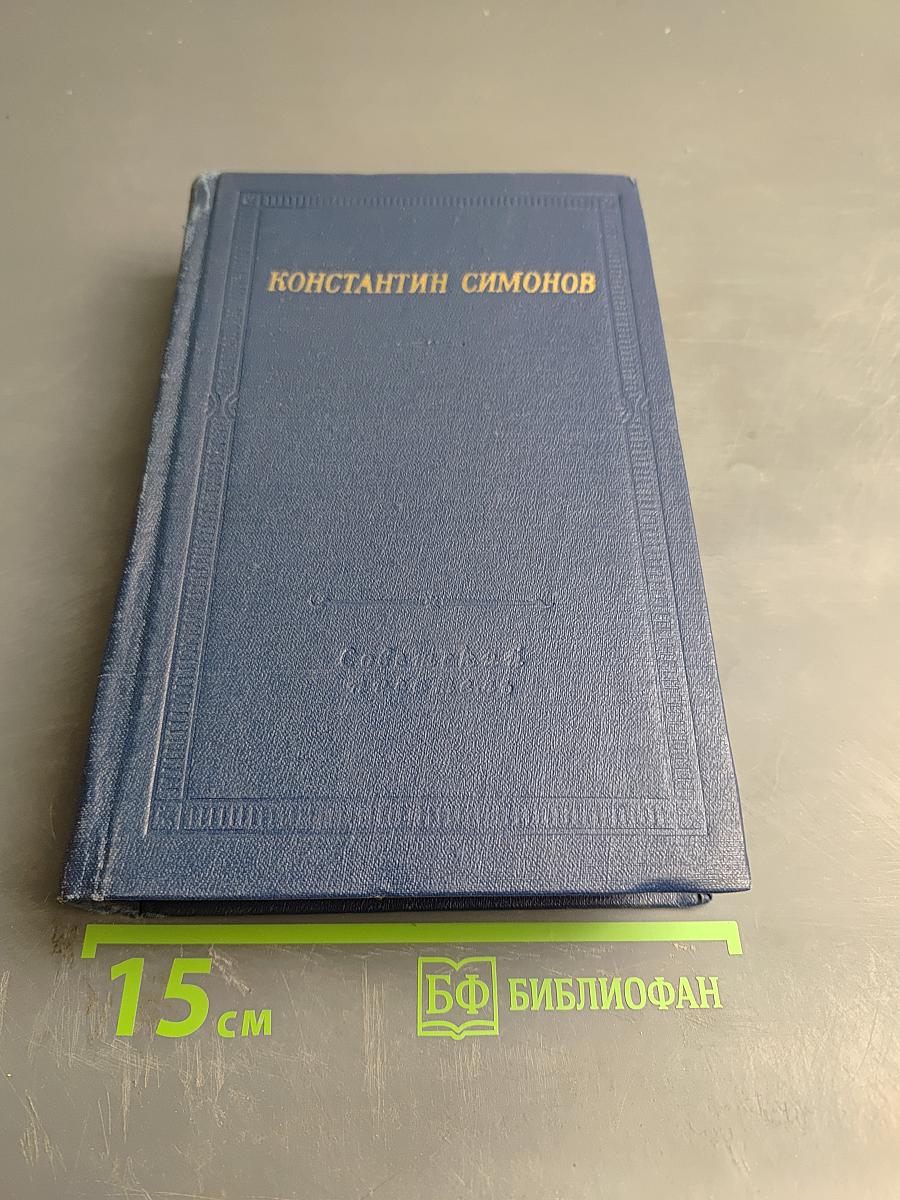 КОНСТАНТИН СИМОНОВ
15 см
БФ БИБЛИОФАН